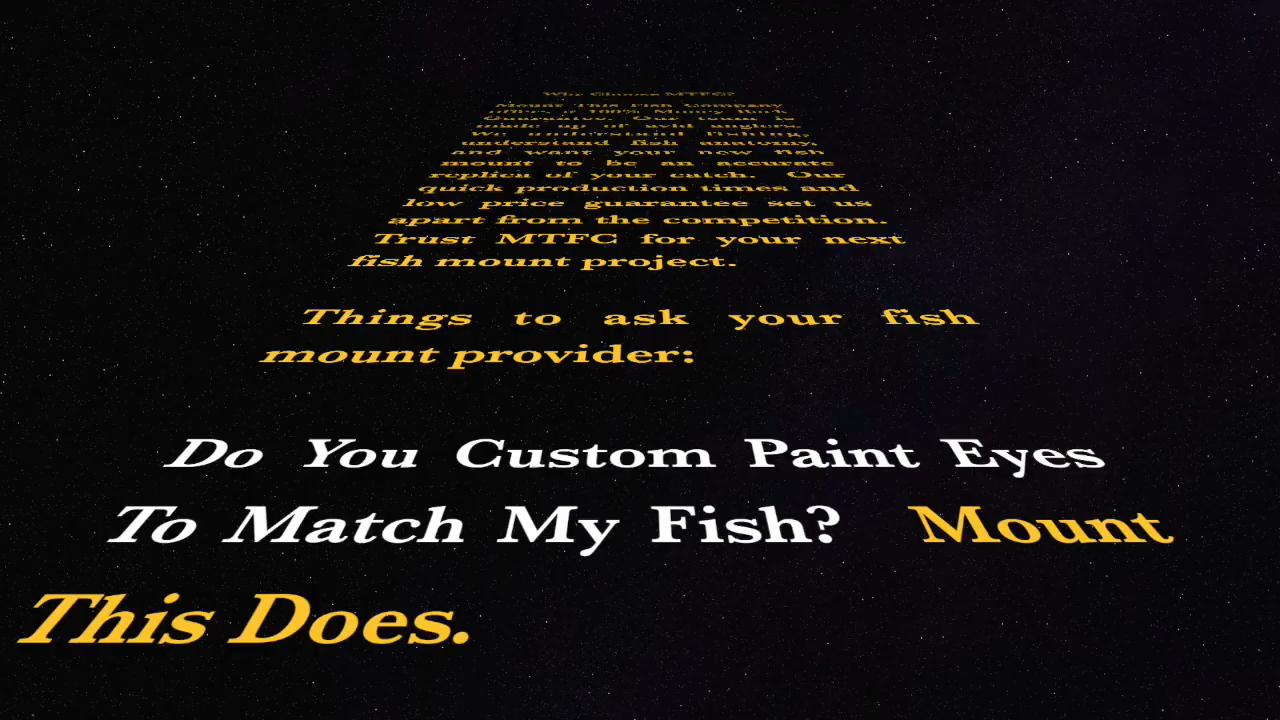 Why Choose MTFC?
Mount This Fish Company
offers a 100% Money Back
Guarantee. Our team is
made up of avid anglers.
We understand fishing,
understand fish anatomy,
and want your new fish
mount to be an accurate
replica of your catch. Our
quick production times and
low price guarantee set us
apart from the competition.
Trust MTFC for your next
fish mount project.
Things to ask your fish
mount provider:
Do You Custom Paint Eyes
To Match My Fish? Mount
This Does.